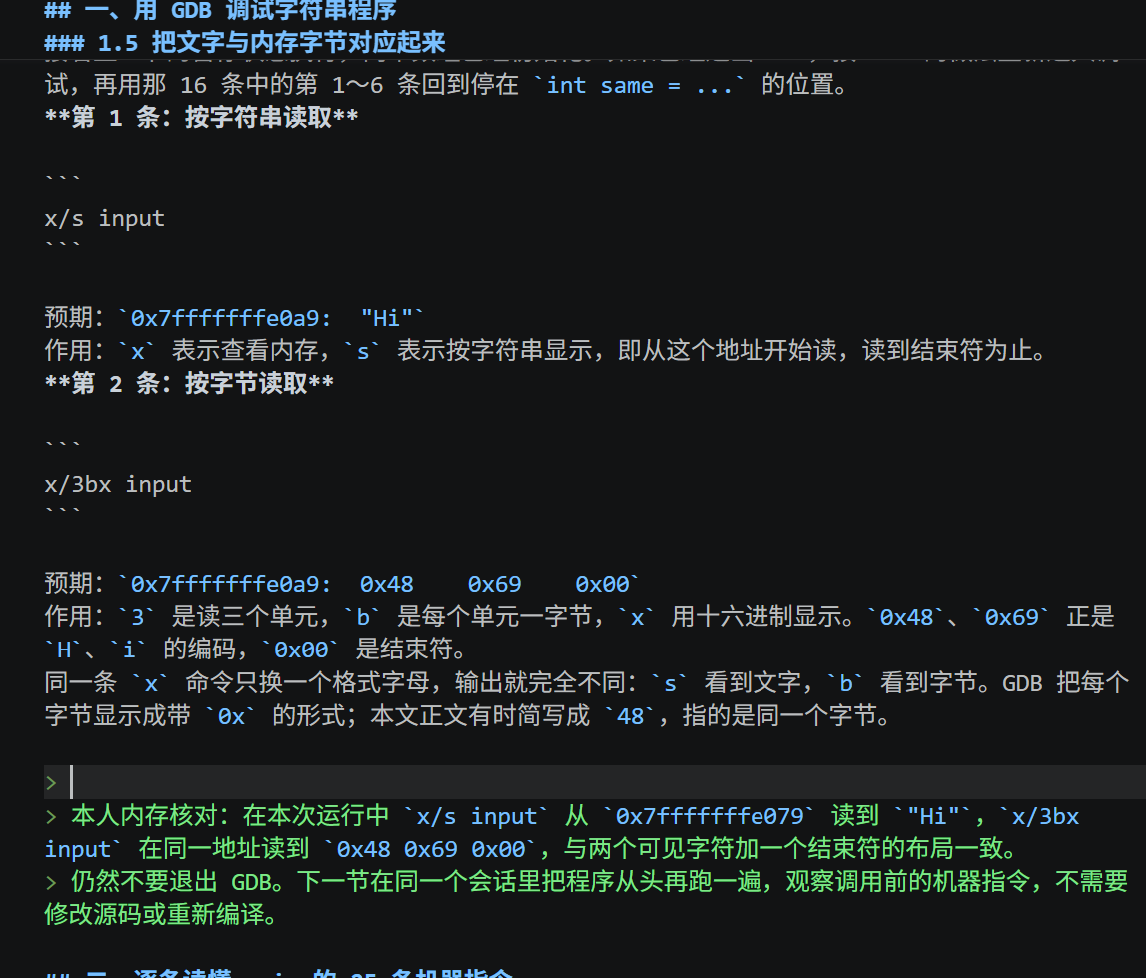 ## 一、用 GDB 调试字符串程序
### 1.5 把文字与内存字节对应起来
试，再用那 16 条中的第 1～6 条回到停在 `int same = ...` 的位置。
**第 1 条：按字符串读取**
```
x/s input
```
预期：`0x7fffffffe0a9:  "Hi"`
作用：`x` 表示查看内存，`s` 表示按字符串显示，即从这个地址开始读，读到结束符为止。
**第 2 条：按字节读取**
```
x/3bx input
```
预期：`0x7fffffffe0a9:  0x48    0x69    0x00`
作用：`3` 是读三个单元，`b` 是每个单元一字节，`x` 用十六进制显示。`0x48`、`0x69` 正是
`H`、`i` 的编码，`0x00` 是结束符。
同一条 `x` 命令只换一个格式字母，输出就完全不同：`s` 看到文字，`b` 看到字节。GDB 把每个
字节显示成带 `0x` 的形式；本文正文有时简写成 `48`，指的是同一个字节。
>
> 本人内存核对：在本次运行中 `x/s input` 从 `0x7fffffffe079` 读到 `"Hi"`，`x/3bx
input` 在同一地址读到 `0x48 0x69 0x00`，与两个可见字符加一个结束符的布局一致。
> 仍然不要退出 GDB。下一节在同一个会话里把程序从头再跑一遍，观察调用前的机器指令，不需要
修改源码或重新编译。